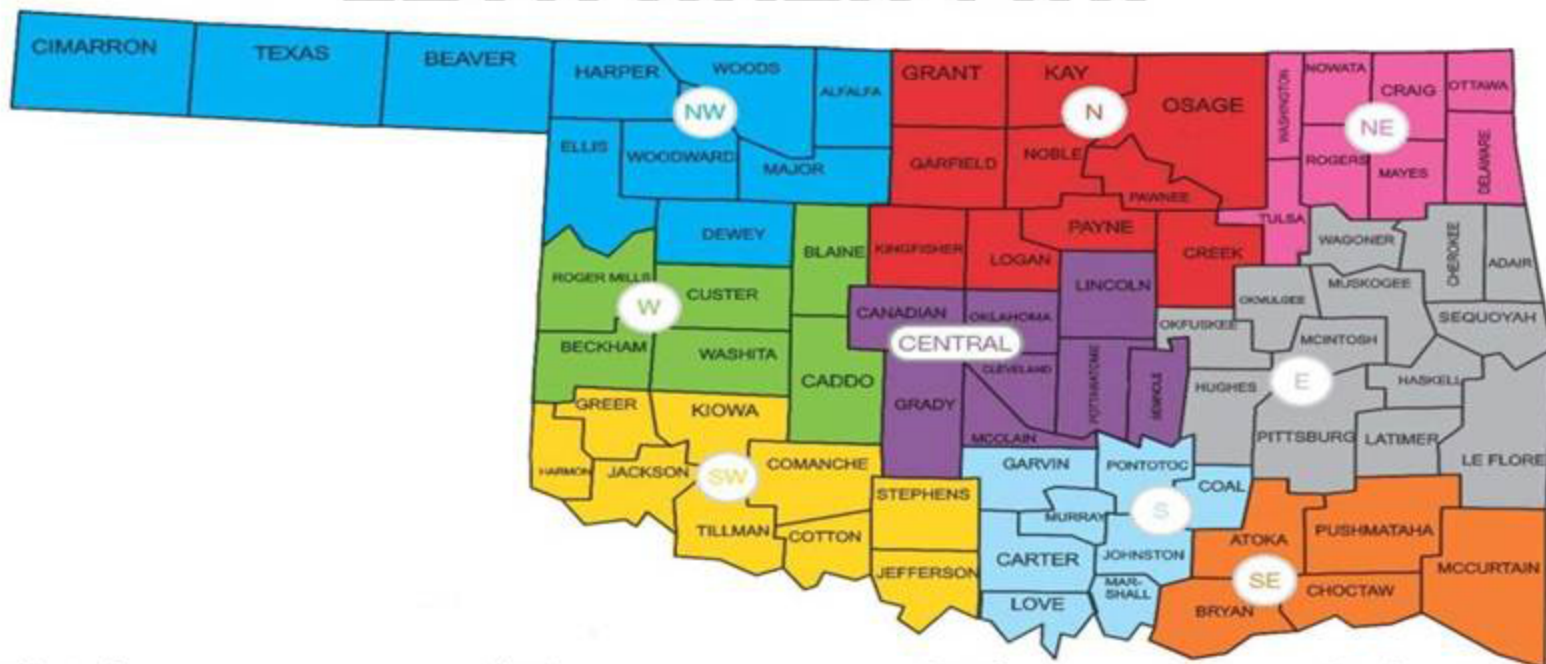 CIMARRON
TEXAS
BEAVER
HARPER
WOODS
ALFALFA
GRANT
KAY
OSAGE
WASHINGTON
NOWATA
CRAIG
OTTAWA
NW
N
NE
ELLIS
WOODWARD
MAJOR
GARFIELD
NOBLE
PAWNEE
ROGERS
MAYES
DELAWARE
DEWEY
BLAINE
KINGFISHER
LOGAN
PAYNE
CREEK
TULSA
WAGONER
CHEROKEE
ADAIR
ROGER MILLS
CUSTER
W
CANADIAN
OKLAHOMA
LINCOLN
OKMULGEE
MUSKOGEE
SEQUOYAH
OKFUSKEE
MCINTOSH
BECKHAM
WASHITA
CADDO
CENTRAL
CLEVELAND
POTTAWATOMIE
SEMINOLE
HUGHES
E
HASKELL
GREER
KIOWA
GRADY
MCCLAIN
PITTSBURG
LATIMER
LE FLORE
HARMON
JACKSON
SW
COMANCHE
STEPHENS
GARVIN
PONTOTOC
COAL
S
MURRAY
TILLMAN
COTTON
JEFFERSON
CARTER
JOHNSTON
ATOKA
PUSHMATAHA
MCCURTAIN
LOVE
MAR-
SHALL
SE
BRYAN
CHOCTAW